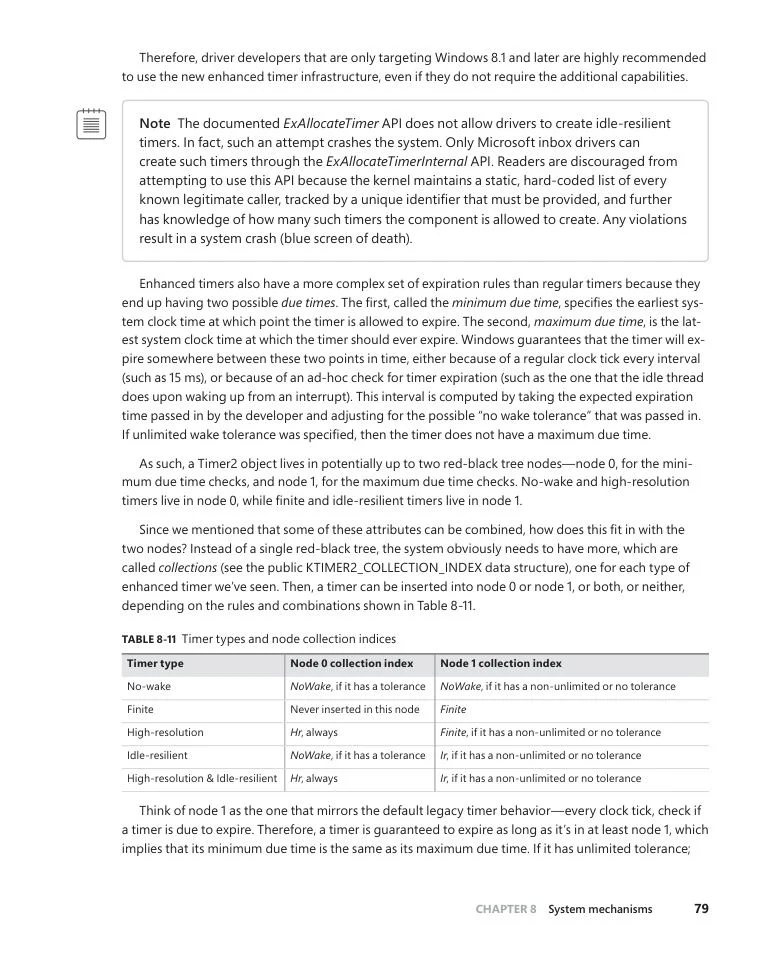 Therefore, driver developers that are only targeting Windows 8.1 and later are highly recommended
to use the new enhanced timer infrastructure, even if they do not require the additional capabilities.
Note The documented ExAllocateTimer API does not allow drivers to create idle-resilient
timers. In fact, such an attempt crashes the system. Only Microsoft inbox drivers can
create such timers through the ExAllocateTimerInternal API. Readers are discouraged from
attempting to use this API because the kernel maintains a static, hard-coded list of every
known legitimate caller, tracked by a unique identifier that must be provided, and further
has knowledge of how many such timers the component is allowed to create. Any violations
result in a system crash (blue screen of death).
Enhanced timers also have a more complex set of expiration rules than regular timers because they
end up having two possible due times. The first, called the minimum due time, specifies the earliest sys-
tem clock time at which point the timer is allowed to expire. The second, maximum due time, is the lat-
est system clock time at which the timer should ever expire. Windows guarantees that the timer will ex-
pire somewhere between these two points in time, either because of a regular clock tick every interval
(such as 15 ms), or because of an ad-hoc check for timer expiration (such as the one that the idle thread
does upon waking up from an interrupt). This interval is computed by taking the expected expiration
time passed in by the developer and adjusting for the possible “no wake tolerance” that was passed in.
If unlimited wake tolerance was specified, then the timer does not have a maximum due time.
As such, a Timer2 object lives in potentially up to two red-black tree nodes—node 0, for the mini-
mum due time checks, and node 1, for the maximum due time checks. No-wake and high-resolution
timers live in node 0, while finite and idle-resilient timers live in node 1.
Since we mentioned that some of these attributes can be combined, how does this fit in with the
two nodes? Instead of a single red-black tree, the system obviously needs to have more, which are
called collections (see the public KTIMER2_COLLECTION_INDEX data structure), one for each type of
enhanced timer we’ve seen. Then, a timer can be inserted into node 0 or node 1, or both, or neither,
depending on the rules and combinations shown in Table 8-11.
TABLE 8-11 Timer types and node collection indices
Timer type Node 0 collection index Node 1 collection index
No-wake NoWake, if it has a tolerance NoWake, if it has a non-unlimited or no tolerance
Finite Never inserted in this node Finite
High-resolution Hr, always Finite, if it has a non-unlimited or no tolerance
Idle-resilient NoWake, if it has a tolerance Ir, if it has a non-unlimited or no tolerance
High-resolution & Idle-resilient Hr, always Ir, if it has a non-unlimited or no tolerance
Think of node 1 as the one that mirrors the default legacy timer behavior—every clock tick, check if
a timer is due to expire. Therefore, a timer is guaranteed to expire as long as it’s in at least node 1, which
implies that its minimum due time is the same as its maximum due time. If it has unlimited tolerance;
CHAPTER 8 System mechanisms 79